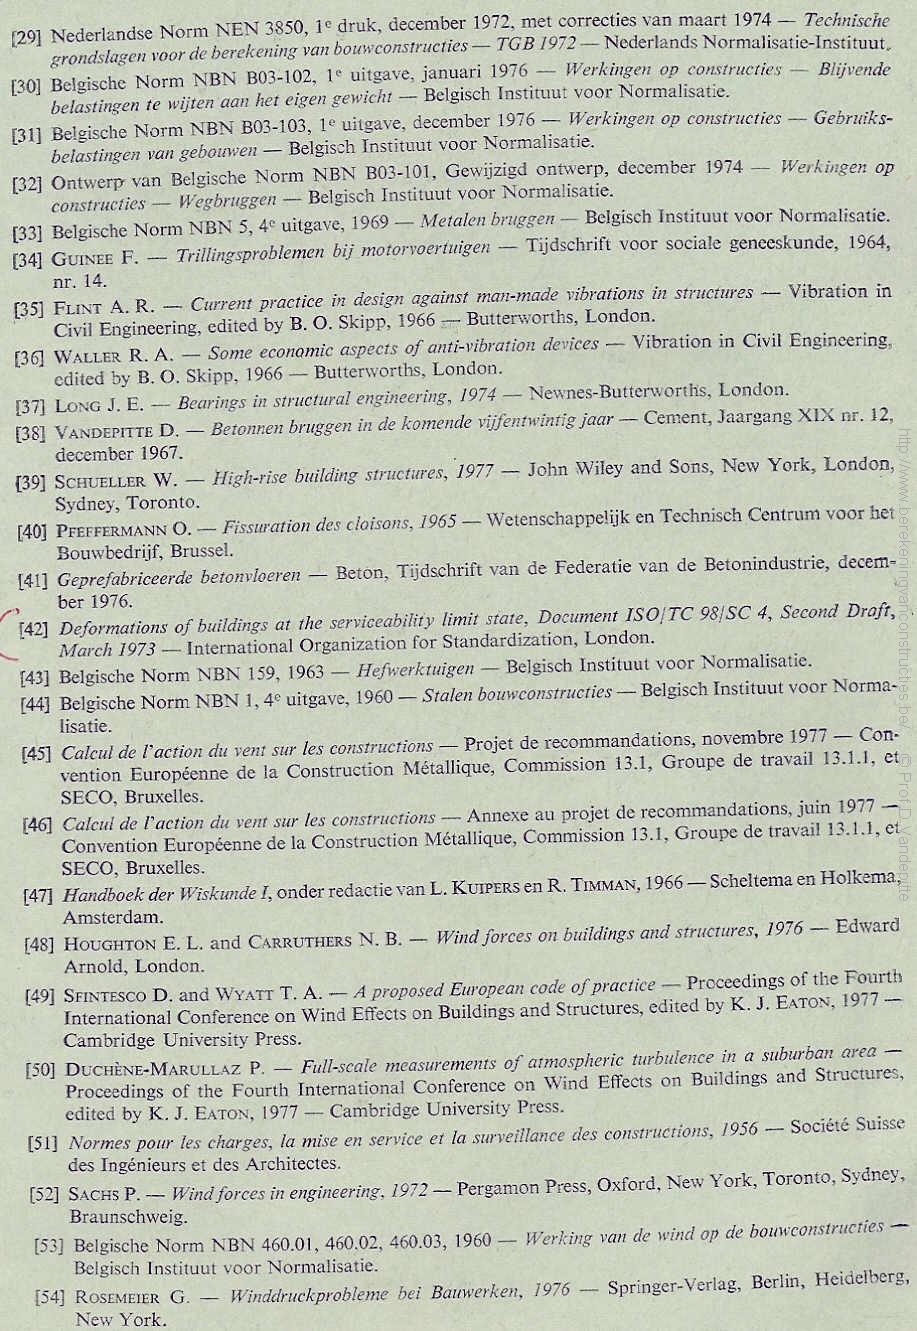 [29] Nederlandse Norm NEN 3850, 1e druk, december 1972, met correcties van maart 1974 — Technische
grondslagen voor de berekening van bouwconstructies — TGB 1972 — Nederlands Normalisatie-Instituut.
[30] Belgische Norm NBN B03-102, 1e uitgave, januari 1976 — Werkingen op constructies — Blijvende
belastingen te wijten aan het eigen gewicht — Belgisch Instituut voor Normalisatie.
[31] Belgische Norm NBN B03-103, 1e uitgave, december 1976 — Werkingen op constructies — Gebruiks-
belastingen van gebouwen — Belgisch Instituut voor Normalisatie.
[32] Ontwerp van Belgische Norm NBN B03-101, Gewijzigd ontwerp, december 1974 — Werkingen op
constructies — Wegbruggen — Belgisch Instituut voor Normalisatie.
[33] Belgische Norm NBN 5, 4e uitgave, 1969 — Metalen bruggen — Belgisch Instituut voor Normalisatie.
[34] GUINEE F. — Trillingsproblemen bij motorvoertuigen — Tijdschrift voor sociale geneeskunde, 1964,
nr. 14.
[35] FLINT A. R. — Current practice in design against man-made vibrations in structures — Vibration in
Civil Engineering, edited by B. O. Skipp, 1966 — Butterworths, London.
[36] WALLER R. A. — Some economic aspects of anti-vibration devices — Vibration in Civil Engineering,
edited by B. O. Skipp, 1966 — Butterworths, London.
[37] LONG J. E. — Bearings in structural engineering, 1974 — Newnes-Butterworths, London.
[38] VANDEPITTE D. — Betonnen bruggen in de komende vijfentwintig jaar — Cement, Jaargang XIX nr. 12,
december 1967.
[39] SCHUELLER W. — High-rise building structures, 1977 — John Wiley and Sons, New York, London,
Sydney, Toronto.
[40] PFEFFERMANN O. — Fissuration des cloisons, 1965 — Wetenschappelijk en Technisch Centrum voor het
Bouwbedrijf, Brussel.
[41] Geprefabriceerde betonvloeren — Beton, Tijdschrift van de Federatie van de Betonindustrie, decem-
ber 1976.
[42] Deformations of buildings at the serviceability limit state, Document ISO/TC 98/SC 4, Second Draft,
March 1973 — International Organization for Standardization, London.
[43] Belgische Norm NBN 159, 1963 — Hefwerktuigen — Belgisch Instituut voor Normalisatie.
[44] Belgische Norm NBN 1, 4e uitgave, 1960 — Stalen bouwconstructies — Belgisch Instituut voor Norma-
lisatie.
[45] Calcul de l'action du vent sur les constructions — Projet de recommandations, novembre 1977 — Con-
vention Européenne de la Construction Métallique, Commission 13.1, Groupe de travail 13.1.1, et
SECO, Bruxelles.
[46] Calcul de l'action du vent sur les constructions — Annexe au projet de recommandations, juin 1977 —
Convention Européenne de la Construction Métallique, Commission 13.1, Groupe de travail 13.1.1, et
SECO, Bruxelles.
[47] Handboek der Wiskunde I, onder redactie van L. KUIPERS en R. TIMMAN, 1966 — Scheltema en Holkema,
Amsterdam.
[48] HOUGHTON E. L. and CARRUTHERS N. B. — Wind forces on buildings and structures, 1976 — Edward
Arnold, London.
[49] SFINTESCO D. and WYATT T. A. — A proposed European code of practice — Proceedings of the Fourth
International Conference on Wind Effects on Buildings and Structures, edited by K. J. EATON, 1977 —
Cambridge University Press.
[50] DUCHÈNE-MARULLAZ P. — Full-scale measurements of atmospheric turbulence in a suburban area —
Proceedings of the Fourth International Conference on Wind Effects on Buildings and Structures,
edited by K. J. EATON, 1977 — Cambridge University Press.
[51] Normes pour les charges, la mise en service et la surveillance des constructions, 1956 — Société Suisse
des Ingénieurs et des Architectes.
[52] SACHS P. — Wind forces in engineering, 1972 — Pergamon Press, Oxford, New York, Toronto, Sydney,
Braunschweig.
[53] Belgische Norm NBN 460.01, 460.02, 460.03, 1960 — Werking van de wind op de bouwconstructies —
Belgisch Instituut voor Normalisatie.
[54] ROSEMEIER G. — Winddruckprobleme bei Bauwerken, 1976 — Springer-Verlag, Berlin, Heidelberg,
New York.
http://www.berekeningvanconstructies.be/ © Prof.D.Vandepitte